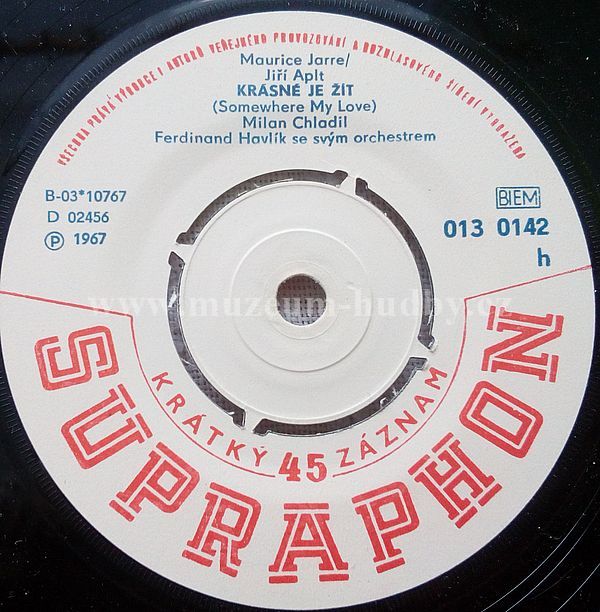 VŠECHNA PRÁVA VÝROBCE I AUTORŮ VEŘEJNÉHO PROVOZOVÁNÍ A ROZHLASOVÉHO ŠÍŘENÍ VYHRAŽENA
Maurice Jarre/
Jiří Aplt
KRÁSNÉ JE ŽÍT
(Somewhere My Love)
Milan Chladil
Ferdinand Havlík se svým orchestrem
B-03*10767
D 02456
Ⓟ 1967
BIEM
013 0142
h
www.muzeum-hudby.cz
KRÁTKÝ 45 ZÁZNAM
SUPRAPHON